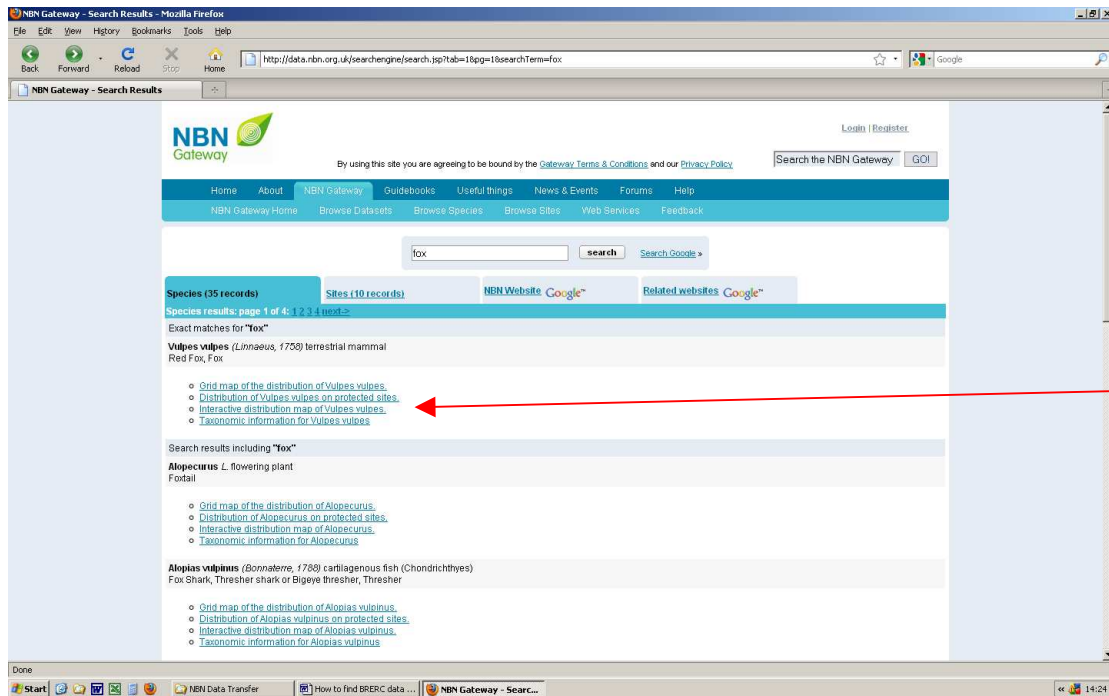 NBN Gateway - Search Results - Mozilla Firefox
File Edit View History Bookmarks Tools Help
Back Forward Reload Stop Home http://data.nbn.org.uk/searchengine/search.jsp?tab=1&pg=1&searchTerm=fox Google
NBN Gateway - Search Results
Login | Register
NBN
Gateway
By using this site you are agreeing to be bound by the Gateway Terms & Conditions and our Privacy Policy
Search the NBN Gateway GO!
Home About NBN Gateway Guidebooks Useful things News & Events Forums Help
NBN Gateway Home Browse Datasets Browse Species Browse Sites Web Services Feedback
fox search Search Google »
Species (35 records) Sites (10 records) NBN Website Google™ Related websites Google™
Species results: page 1 of 4: 1 2 3 4 next->
Exact matches for "fox"
Vulpes vulpes (Linnaeus, 1758) terrestrial mammal
Red Fox, Fox
Grid map of the distribution of Vulpes vulpes.
Distribution of Vulpes vulpes on protected sites.
Interactive distribution map of Vulpes vulpes.
Taxonomic information for Vulpes vulpes
Search results including "fox"
Alopecurus L. flowering plant
Foxtail
Grid map of the distribution of Alopecurus.
Distribution of Alopecurus on protected sites.
Interactive distribution map of Alopecurus.
Taxonomic information for Alopecurus
Alopias vulpinus (Bonnaterre, 1788) cartilagenous fish (Chondrichthyes)
Fox Shark, Thresher shark or Bigeye thresher, Thresher
Grid map of the distribution of Alopias vulpinus.
Distribution of Alopias vulpinus on protected sites.
Interactive distribution map of Alopias vulpinus.
Taxonomic information for Alopias vulpinus
Done
Start NBN Data Transfer How to find BRERC data ... NBN Gateway - Searc... 14:24